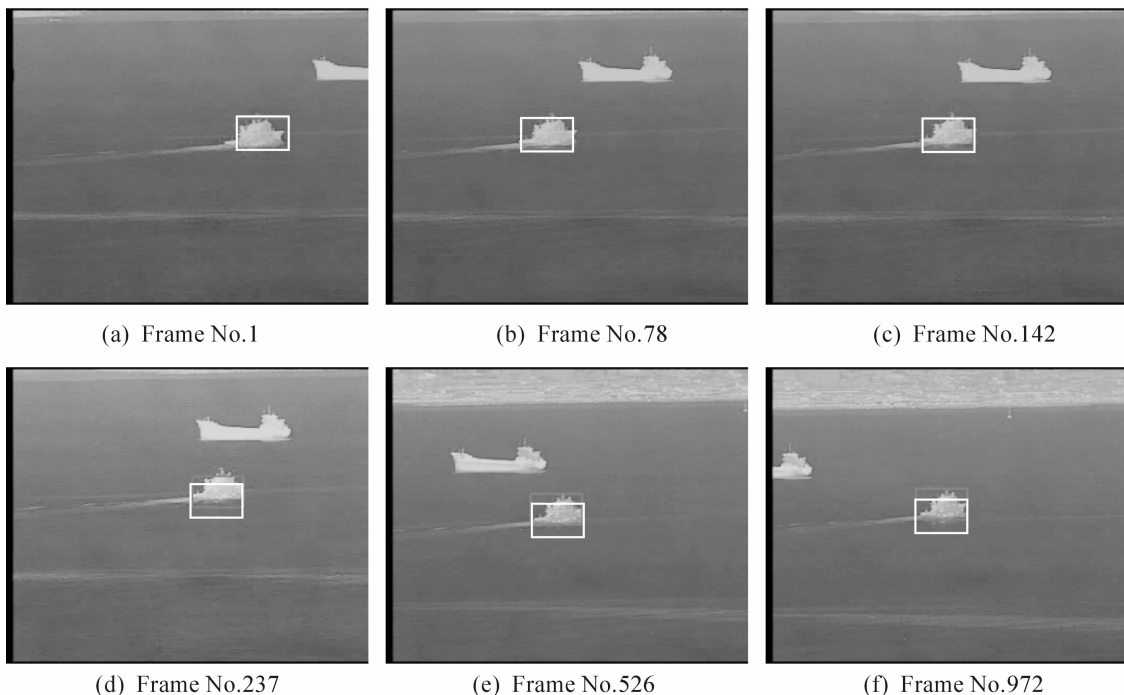 (a) Frame No.1
(b) Frame No.78
(c) Frame No.142
(d) Frame No.237
(e) Frame No.526
(f) Frame No.972